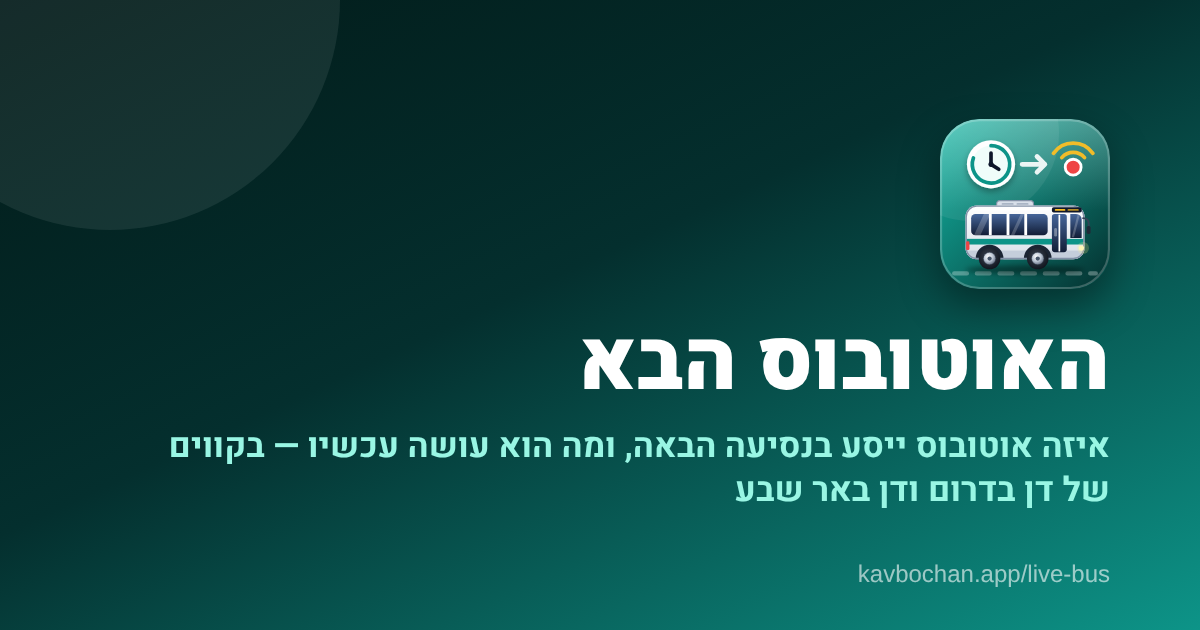 האוטובוס הבא
איזה אוטובוס ייסע בנסיעה הבאה, ומה הוא עושה עכשיו — בקווים
של דן בדרום ודן באר שבע
kavbochan.app/live-bus